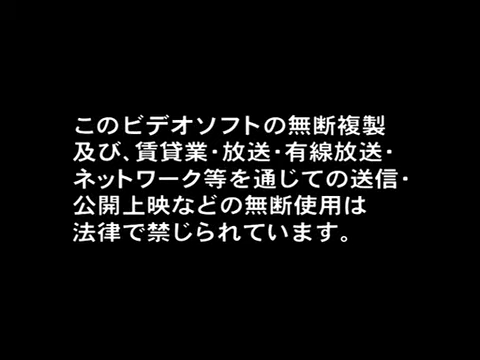 このビデオソフトの無断複製
及び、賃貸業・放送・有線放送・
ネットワーク等を通じての送信・
公開上映などの無断使用は
法律で禁じられています。